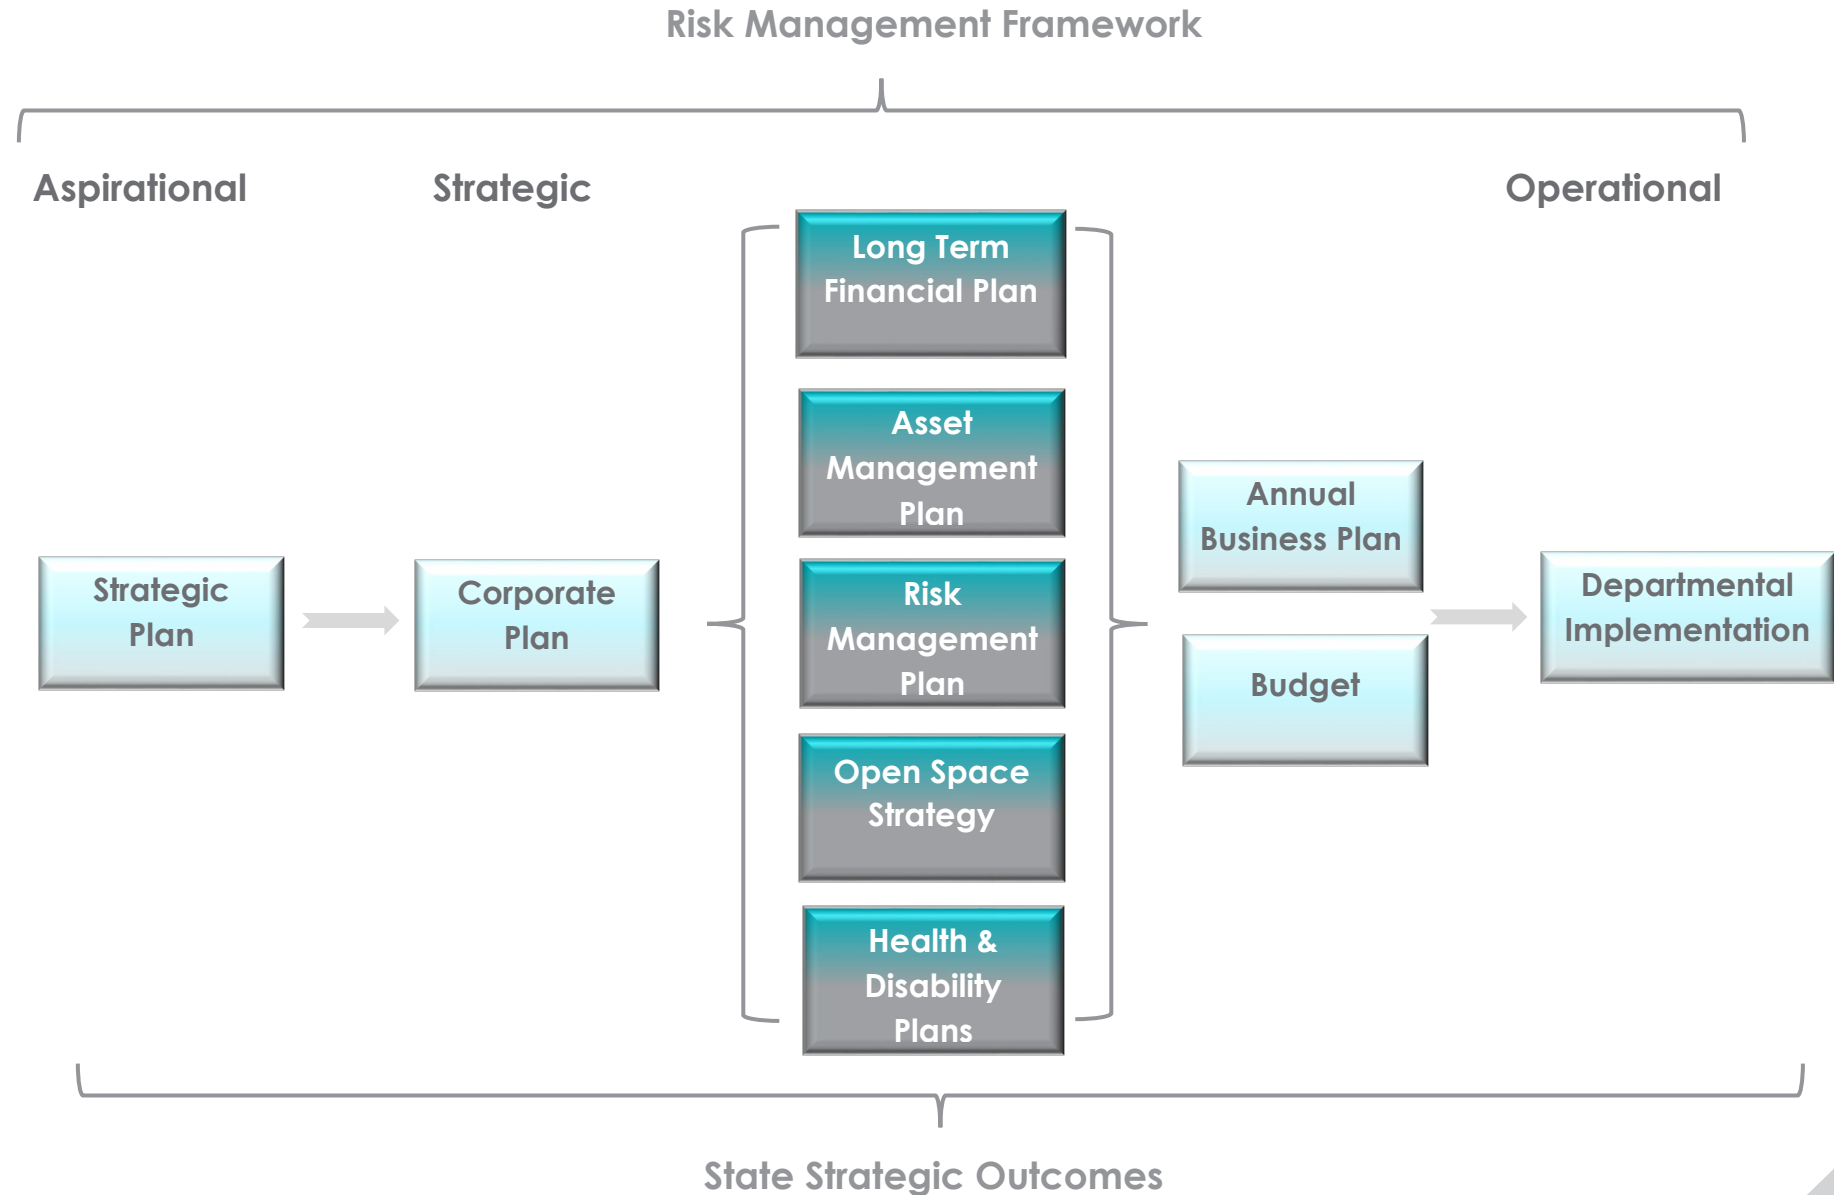 Risk Management Framework
Aspirational
Strategic
Operational
Strategic
Plan
Corporate
Plan
Long Term
Financial Plan
Asset
Management
Plan
Risk
Management
Plan
Open Space
Strategy
Health &
Disability
Plans
Annual
Business Plan
Budget
Departmental
Implementation
State Strategic Outcomes